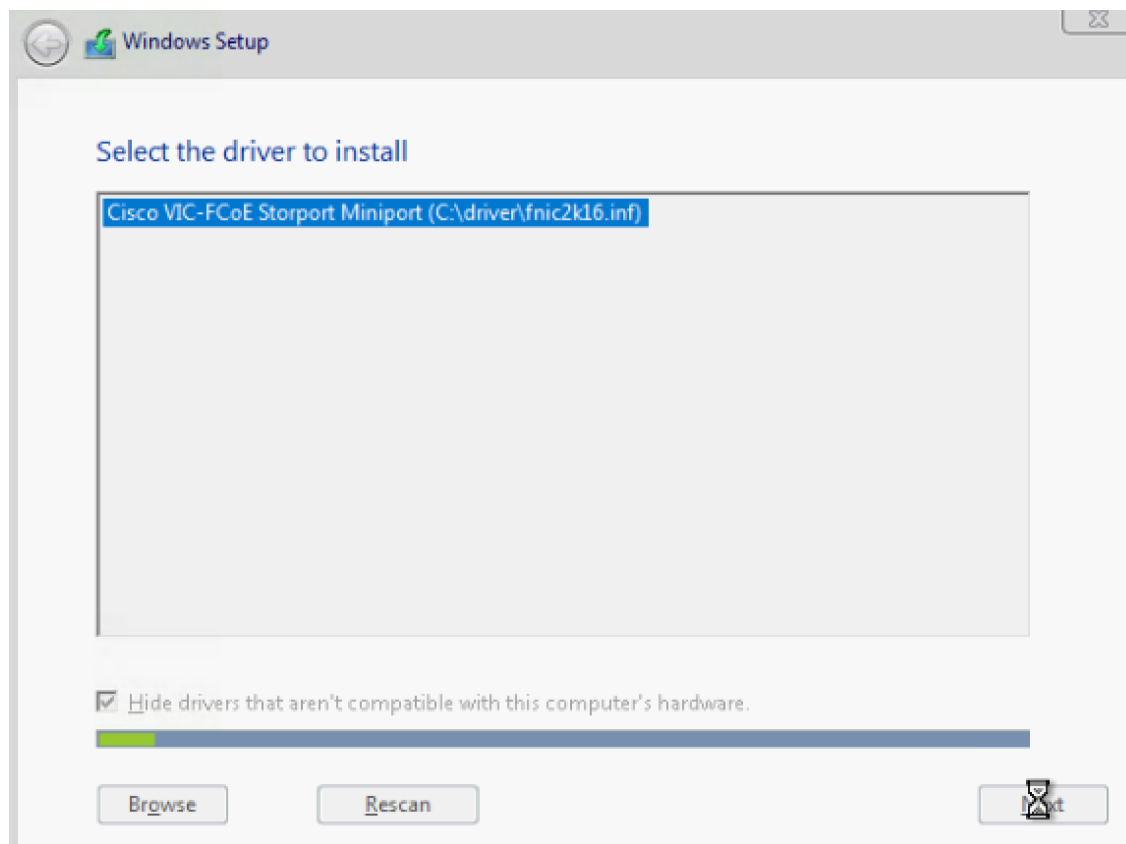 Windows Setup
Select the driver to install
Cisco VIC-FCoE Storport Miniport (C:\driver\fnic2k16.inf)
Hide drivers that aren't compatible with this computer's hardware.
Browse
Rescan